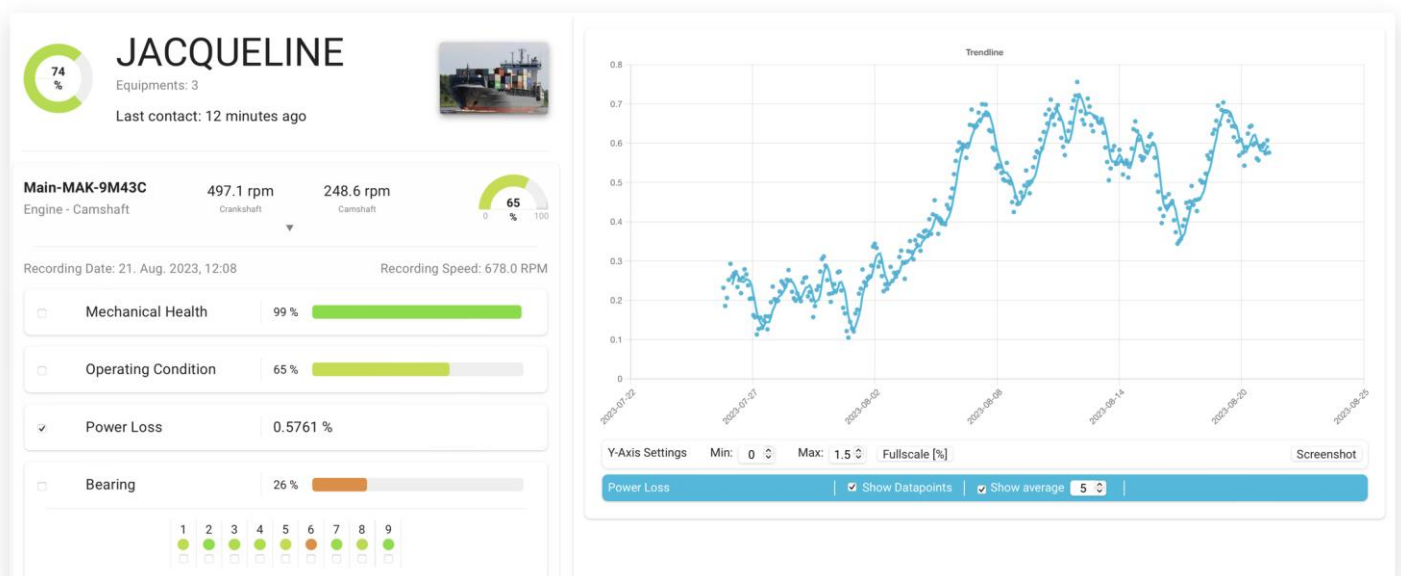 74
%
JACQUELINE
Equipments: 3
Last contact: 12 minutes ago
Main-MAK-9M43C
Engine - Camshaft
497.1 rpm
Crankshaft
248.6 rpm
Camshaft
65
0 % 100
▼
Recording Date: 21. Aug. 2023, 12:08 Recording Speed: 678.0 RPM
Mechanical Health 99 %
Operating Condition 65 %
Power Loss 0.5761 %
Bearing 26 %
1 2 3 4 5 6 7 8 9
Trendline
0.8
0.7
0.6
0.5
0.4
0.3
0.2
0.1
0
2023-07-22 2023-07-27 2023-08-02 2023-08-08 2023-08-14 2023-08-20 2023-08-25
Y-Axis Settings Min: 0 Max: 1.5 Fullscale [%] Screenshot
Power Loss Show Datapoints Show average 5